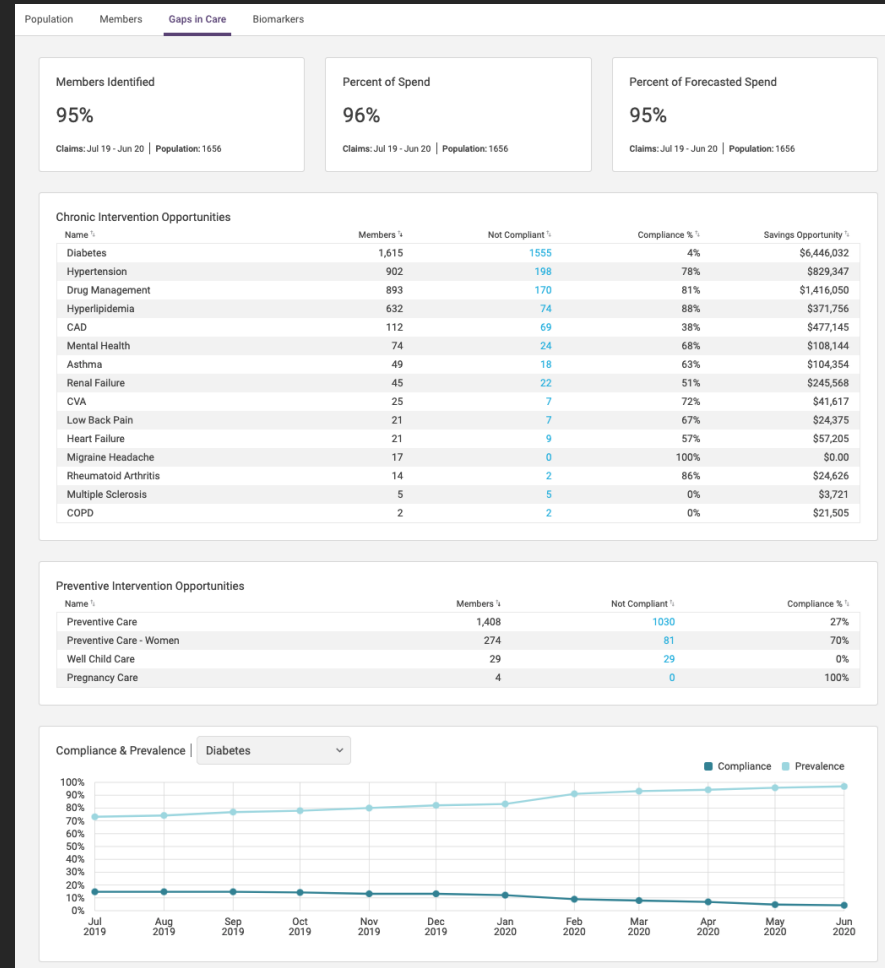 Population Members Gaps in Care Biomarkers
Members Identified Percent of Spend Percent of Forecasted Spend
95% 96% 95%
Claims: Jul 19 - Jun 20 | Population: 1656 Claims: Jul 19 - Jun 20 | Population: 1656 Claims: Jul 19 - Jun 20 | Population: 1656
Chronic Intervention Opportunities
Name Members Not Compliant Compliance % Savings Opportunity
Diabetes 1,615 1555 4% $6,446,032
Hypertension 902 198 78% $829,347
Drug Management 893 170 81% $1,416,050
Hyperlipidemia 632 74 88% $371,756
CAD 112 69 38% $477,145
Mental Health 74 24 68% $108,144
Asthma 49 18 63% $104,354
Renal Failure 45 22 51% $245,568
CVA 25 7 72% $41,617
Low Back Pain 21 7 67% $24,375
Heart Failure 21 9 57% $57,205
Migraine Headache 17 0 100% $0.00
Rheumatoid Arthritis 14 2 86% $24,626
Multiple Sclerosis 5 5 0% $3,721
COPD 2 2 0% $21,505
Preventive Intervention Opportunities
Name Members Not Compliant Compliance %
Preventive Care 1,408 1030 27%
Preventive Care - Women 274 81 70%
Well Child Care 29 29 0%
Pregnancy Care 4 0 100%
Compliance & Prevalence | Diabetes
Compliance Prevalence
100%
90%
80%
70%
60%
50%
40%
30%
20%
10%
0%
Jul Aug Sep Oct Nov Dec Jan Feb Mar Apr May Jun
2019 2019 2019 2019 2019 2019 2020 2020 2020 2020 2020 2020